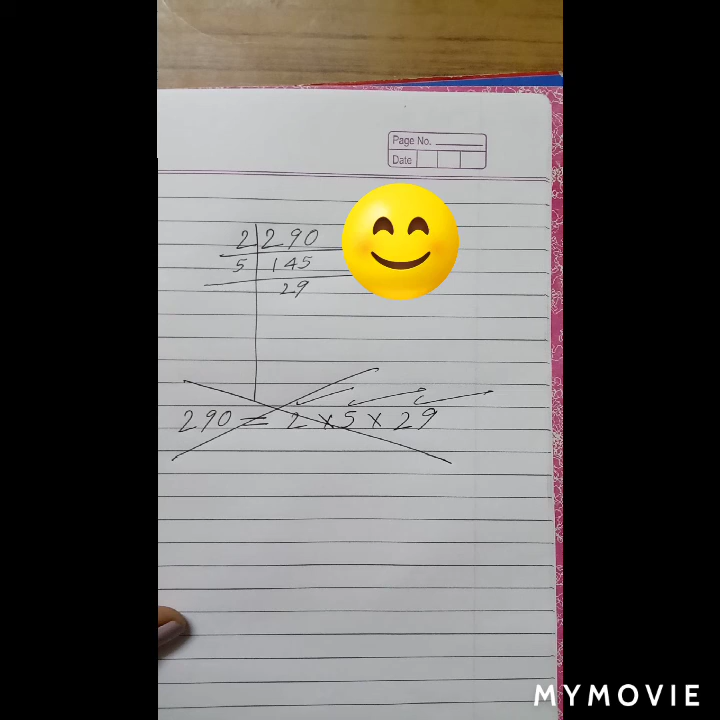 Page No.
Date
2 290
5 145
29
290 = 2 × 5 × 29
MYMOVIE